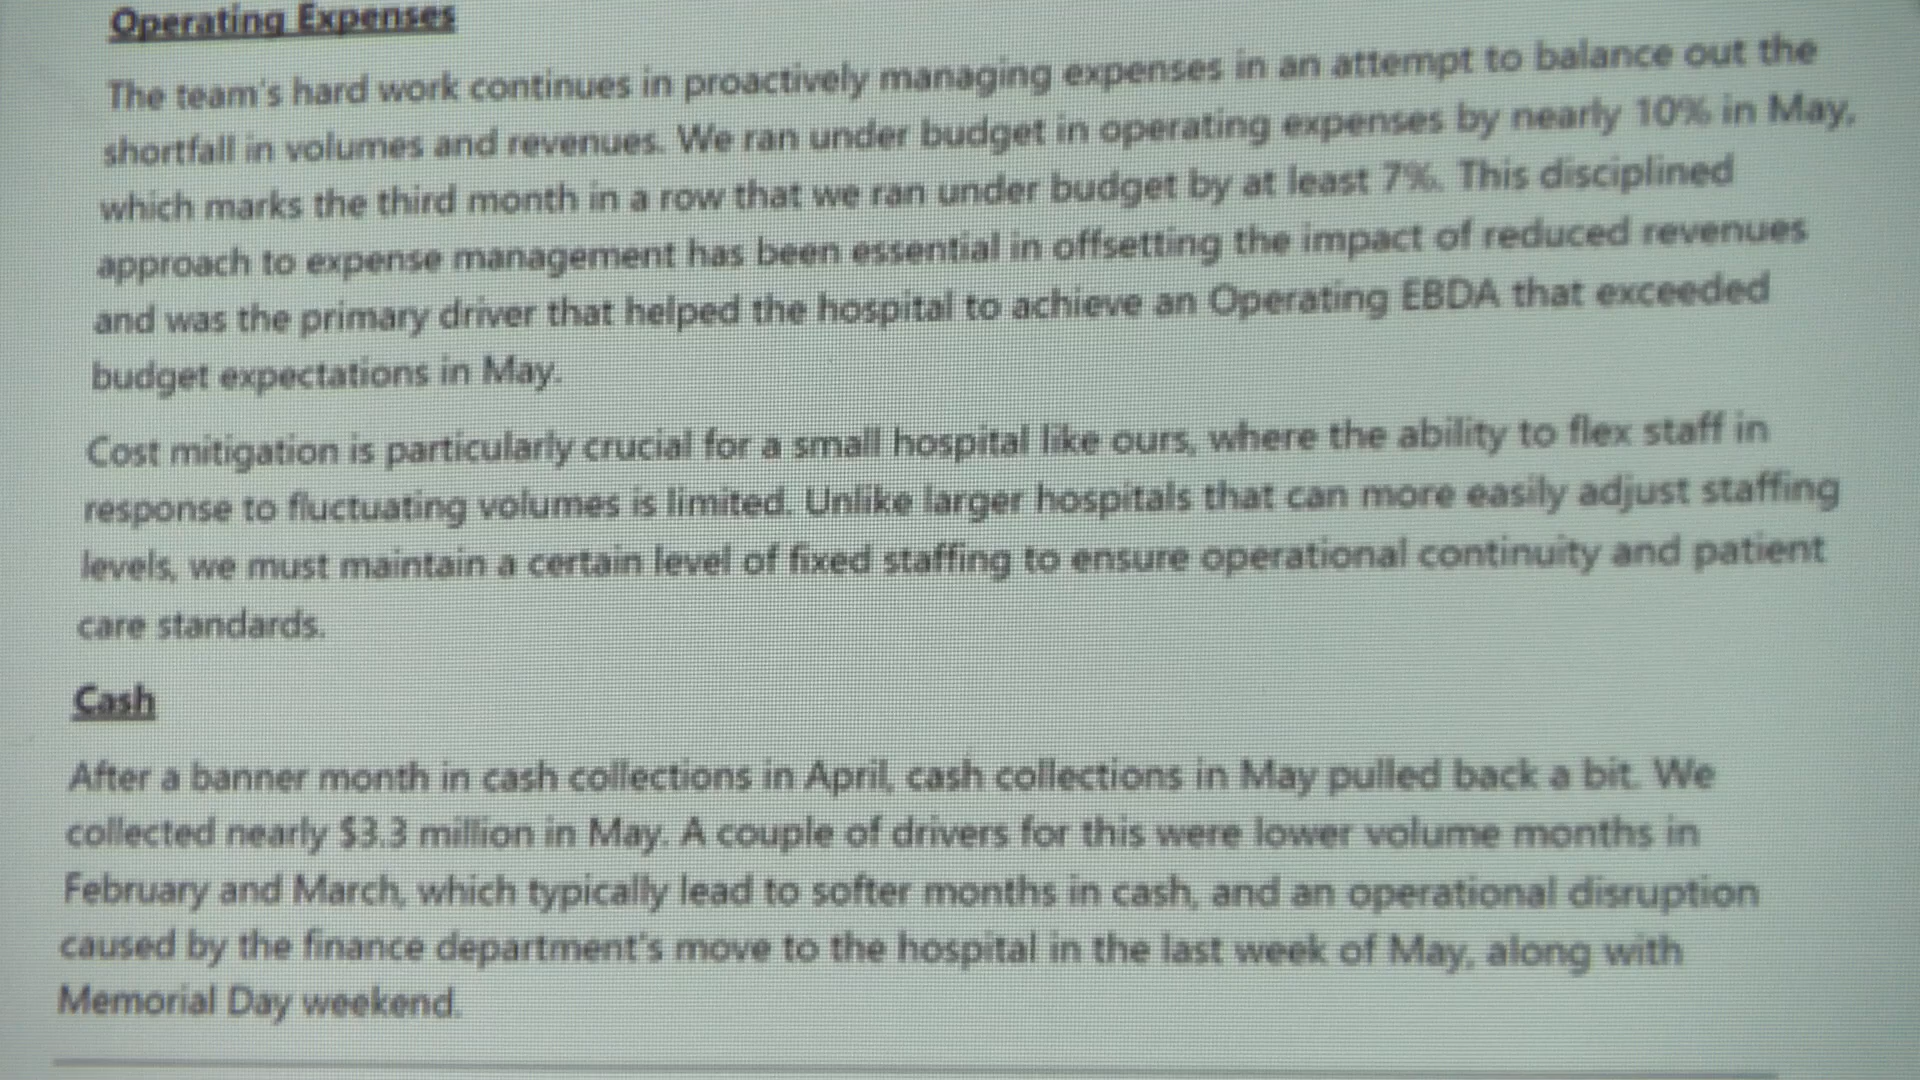 Operating Expenses
The team's hard work continues in proactively managing expenses in an attempt to balance out the
shortfall in volumes and revenues. We ran under budget in operating expenses by nearly 10% in May,
which marks the third month in a row that we ran under budget by at least 7%. This disciplined
approach to expense management has been essential in offsetting the impact of reduced revenues
and was the primary driver that helped the hospital to achieve an Operating EBDA that exceeded
budget expectations in May.
Cost mitigation is particularly crucial for a small hospital like ours, where the ability to flex staff in
response to fluctuating volumes is limited. Unlike larger hospitals that can more easily adjust staffing
levels, we must maintain a certain level of fixed staffing to ensure operational continuity and patient
care standards.
Cash
After a banner month in cash collections in April, cash collections in May pulled back a bit. We
collected nearly $3.3 million in May. A couple of drivers for this were lower volume months in
February and March, which typically lead to softer months in cash, and an operational disruption
caused by the finance department's move to the hospital in the last week of May, along with
Memorial Day weekend.